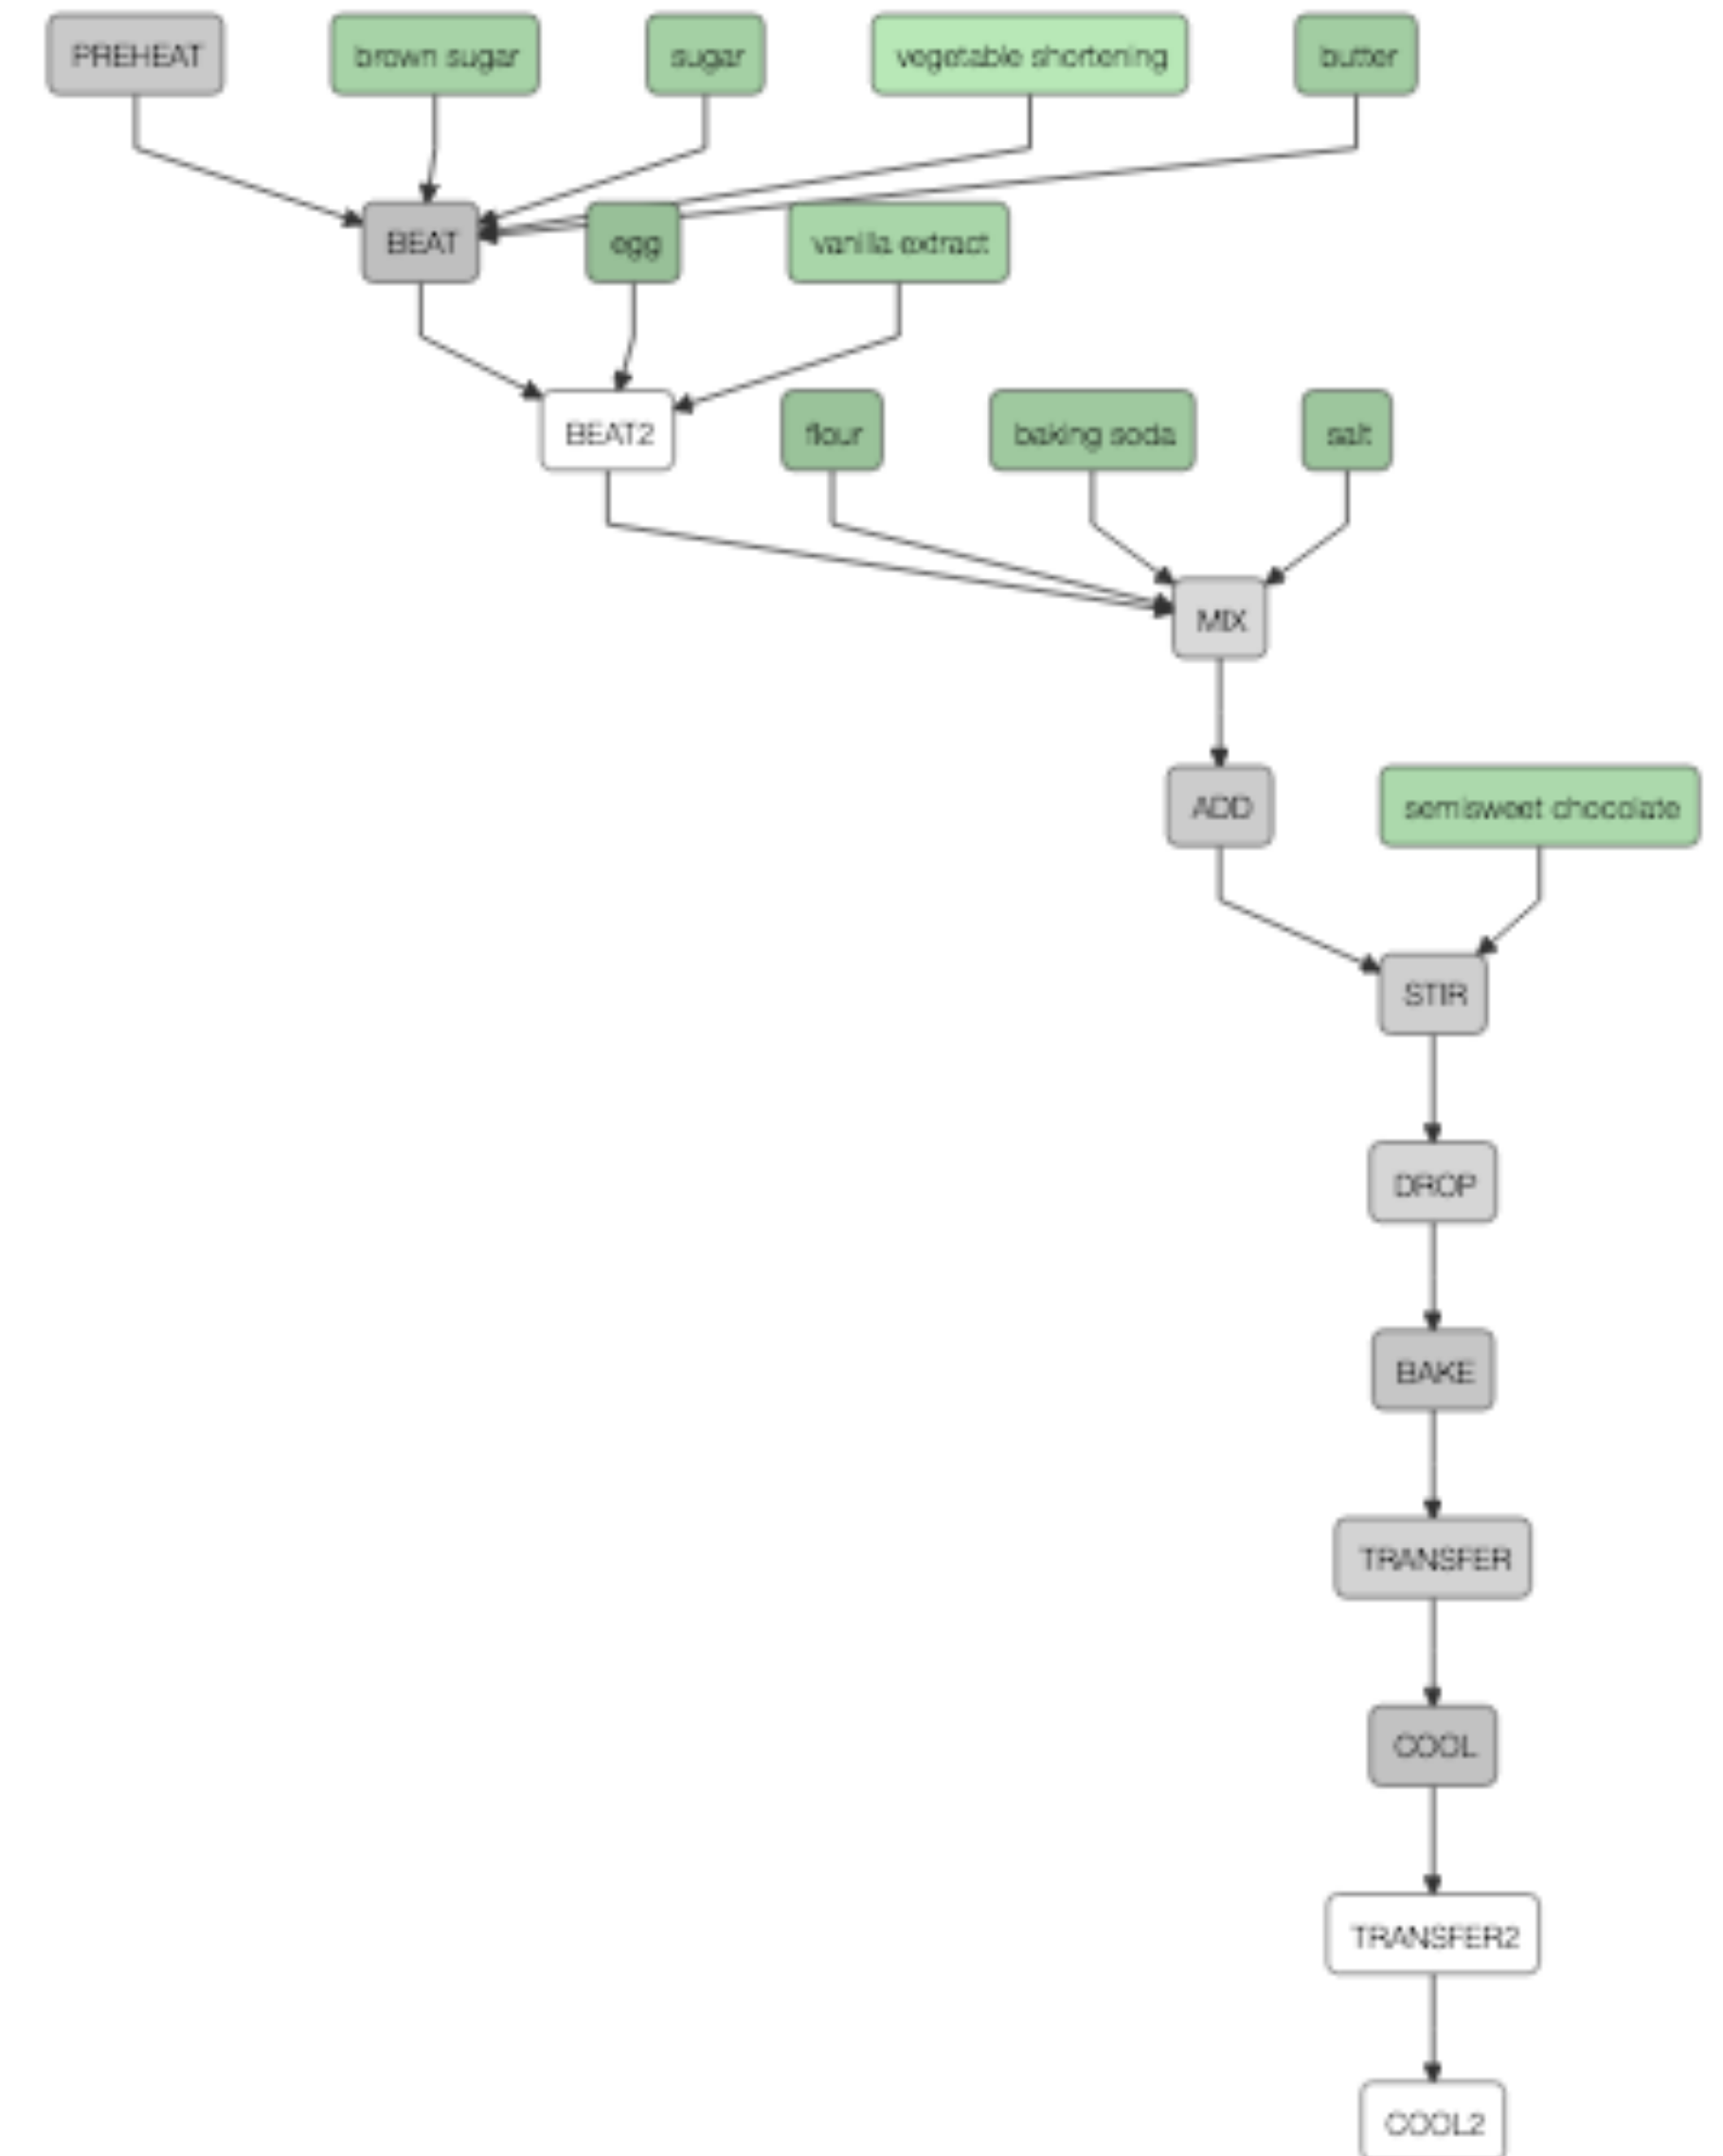 PREHEAT brown sugar sugar vegetable shortening butter
BEAT egg vanilla extract
BEAT2 flour baking soda salt
MIX
ADD semisweet chocolate
STIR
DROP
BAKE
TRANSFER
COOL
TRANSFER2
COOL2